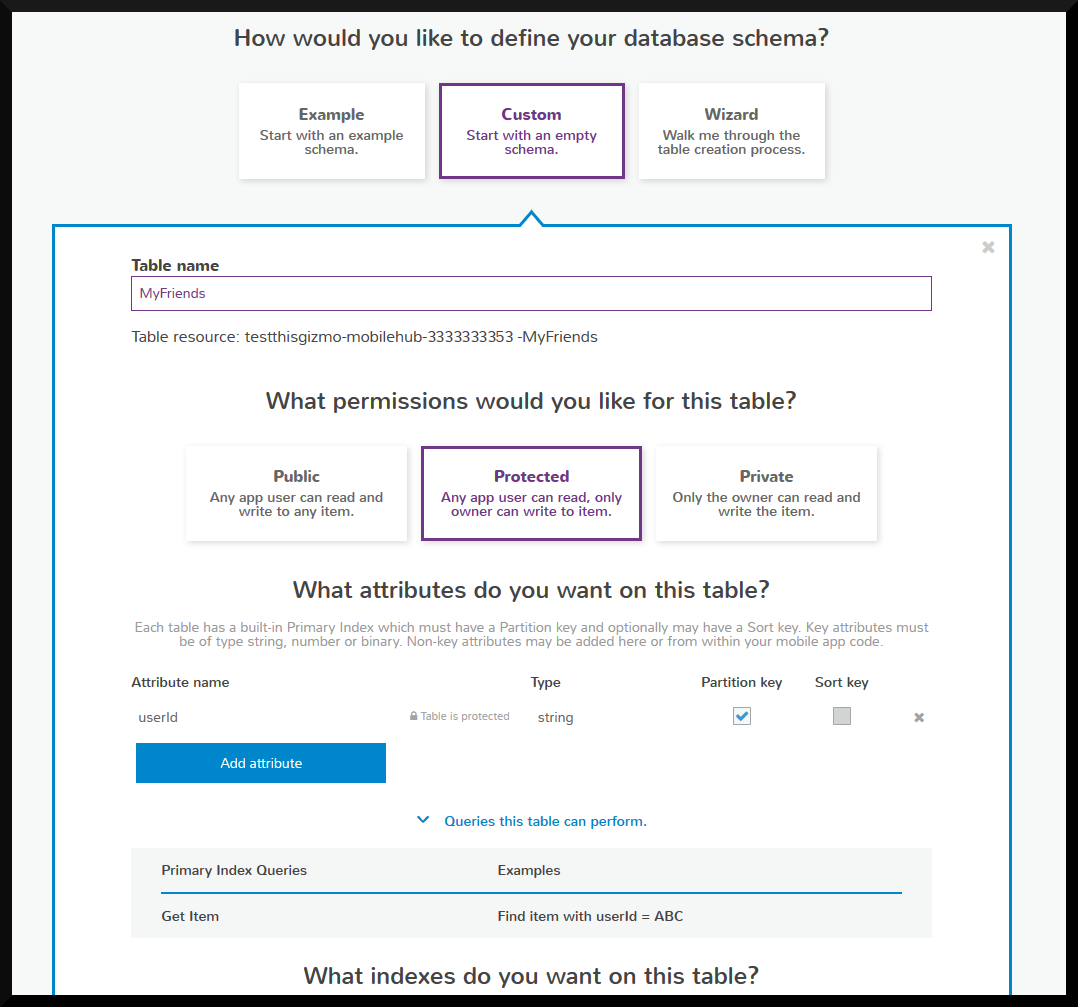 How would you like to define your database schema?
Example
Start with an example
schema.
Custom
Start with an empty
schema.
Wizard
Walk me through the
table creation process.
Table name
MyFriends
Table resource: testthisgizmo-mobilehub-3333333353 -MyFriends
What permissions would you like for this table?
Public
Any app user can read and
write to any item.
Protected
Any app user can read, only
owner can write to item.
Private
Only the owner can read and
write the item.
What attributes do you want on this table?
Each table has a built-in Primary Index which must have a Partition key and optionally may have a Sort key. Key attributes must
be of type string, number or binary. Non-key attributes may be added here or from within your mobile app code.
Attribute name Type Partition key Sort key
userId Table is protected string
Add attribute
Queries this table can perform.
Primary Index Queries Examples
Get Item Find item with userId = ABC
What indexes do you want on this table?